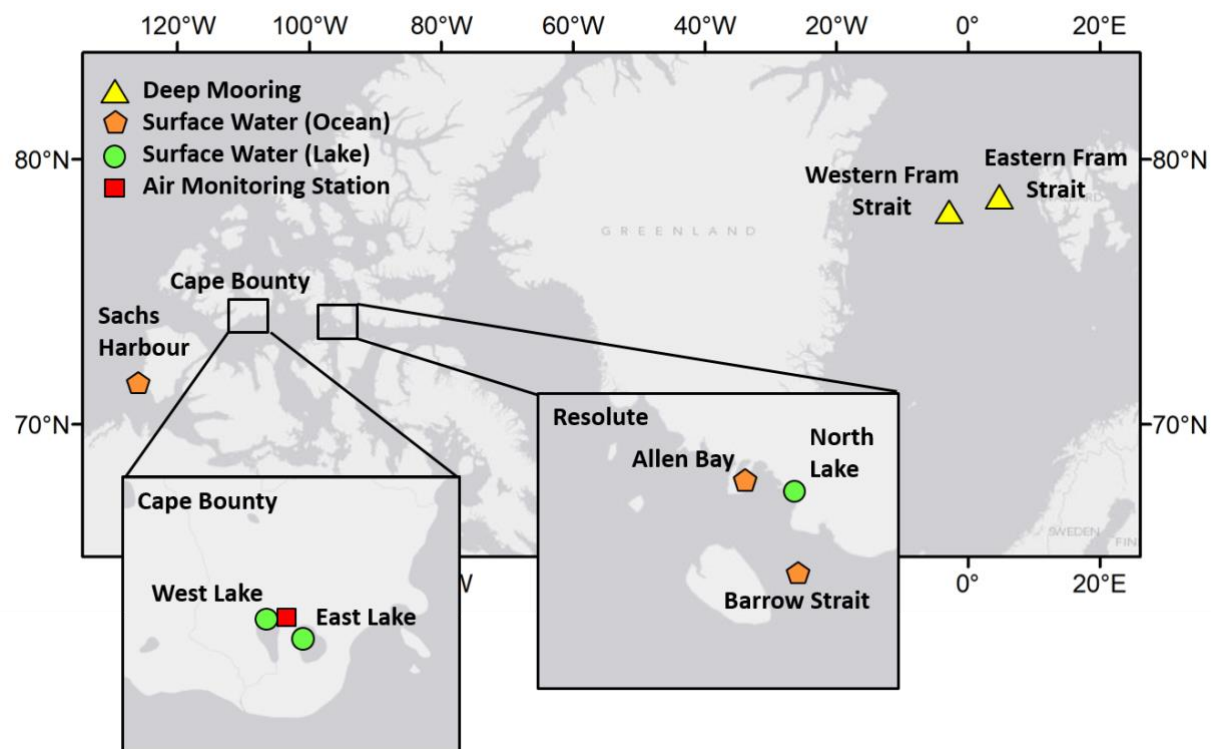 120°W 100°W 80°W 60°W 40°W 20°W 0° 20°E
Deep Mooring
Surface Water (Ocean)
Surface Water (Lake)
Air Monitoring Station
80°N
80°N
Western Fram
Strait
Eastern Fram
Strait
GREENLAND
Cape Bounty
Sachs
Harbour
70°N
70°N
Resolute
Allen Bay
North
Lake
Barrow Strait
Cape Bounty
West Lake
East Lake
SWEDEN
FIN
W 0° 20°E